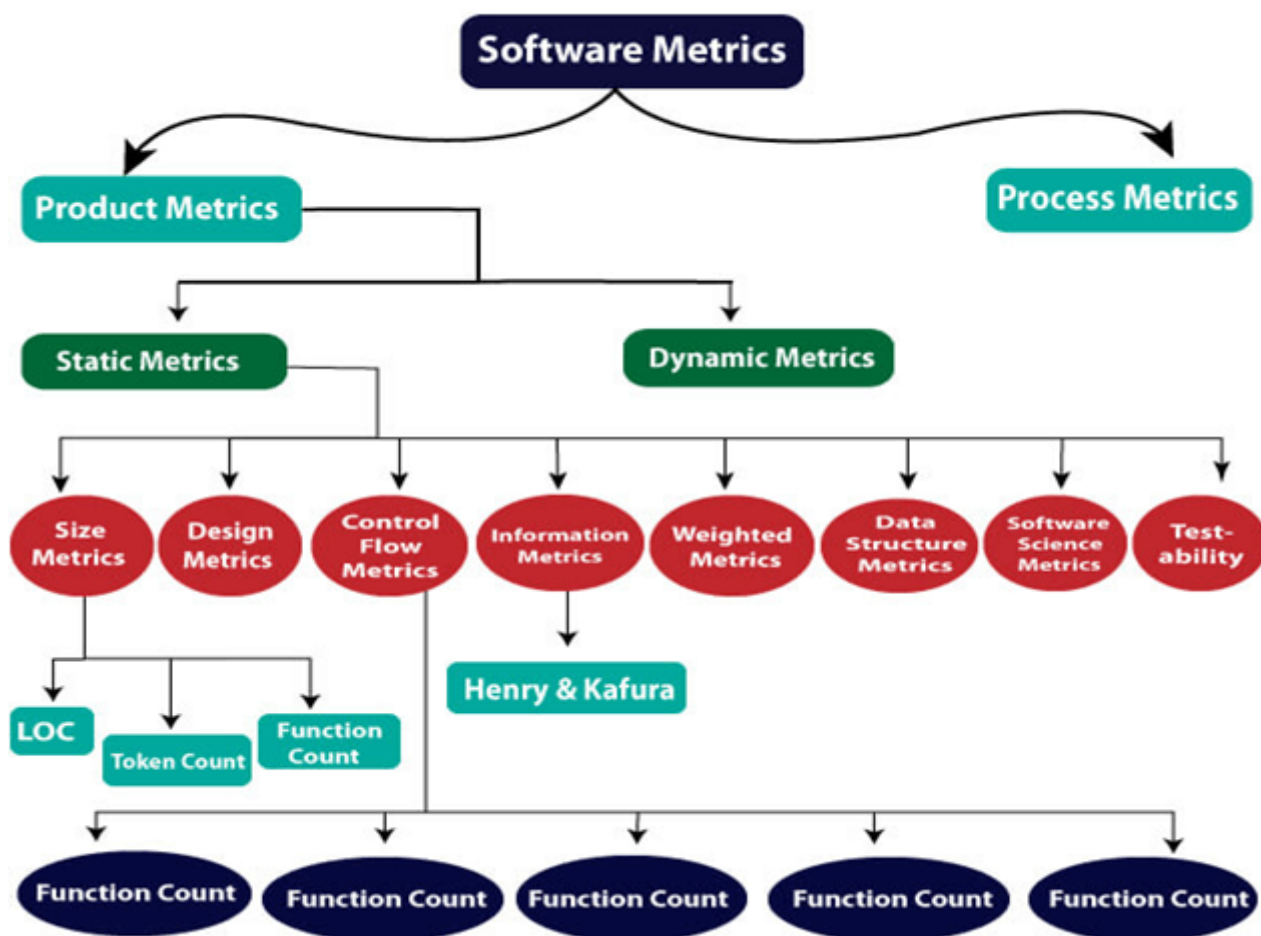 Software Metrics
Product Metrics
Process Metrics
Static Metrics
Dynamic Metrics
Size
Metrics
Design
Metrics
Control
Flow
Metrics
Information
Metrics
Weighted
Metrics
Data
Structure
Metrics
Software
Science
Metrics
Test-
ability
LOC
Token Count
Function
Count
Henry & Kafura
Function Count
Function Count
Function Count
Function Count
Function Count